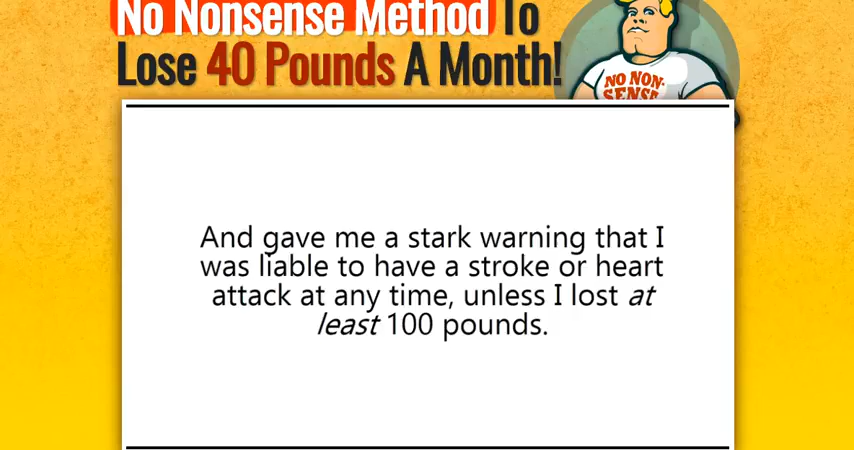 No Nonsense Method To
Lose 40 Pounds A Month!
NO NON-
SENSE
And gave me a stark warning that I
was liable to have a stroke or heart
attack at any time, unless I lost at
least 100 pounds.